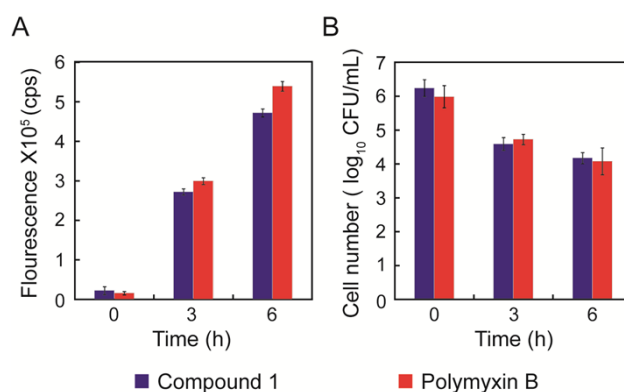 A
Flourescence X10⁵ (cps)
6
5
4
3
2
1
0
0 3 6
Time (h)
B
Cell number ( log₁₀ CFU/mL)
7
6
5
4
3
2
1
0
0 3 6
Time (h)
Compound 1 Polymyxin B